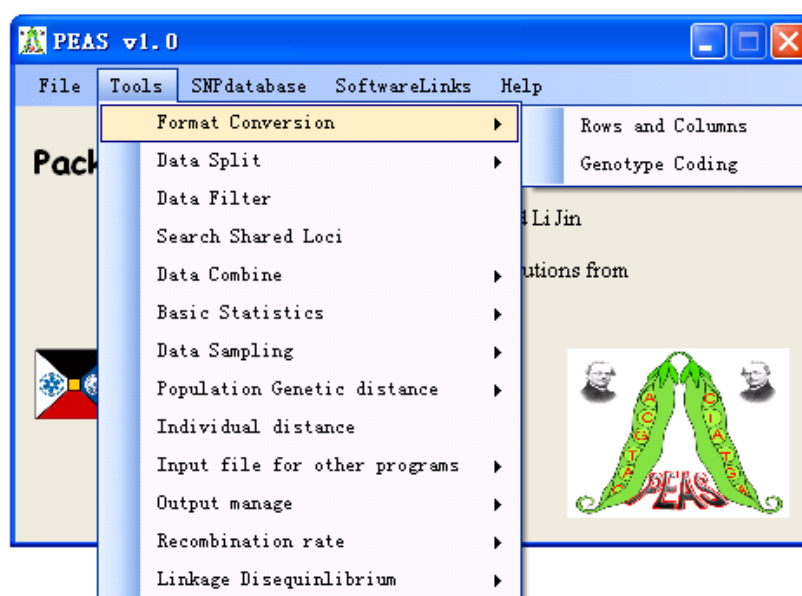 PEAS v1.0
File Tools SNPdatabase SoftwareLinks Help
Format Conversion
Rows and Columns
Pack
Data Split
Genotype Coding
Data Filter
Li Jin
Search Shared Loci
Data Combine
utions from
Basic Statistics
Data Sampling
Population Genetic distance
Individual distance
Input file for other programs
Output manage
Recombination rate
Linkage Disequinlibrium
PEAS